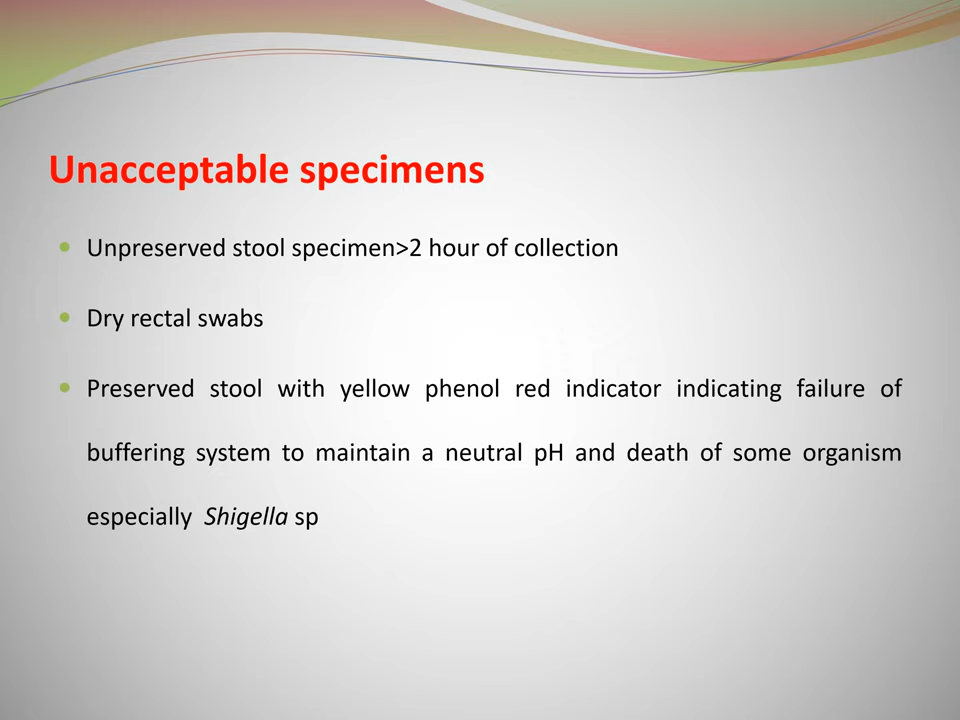 Unacceptable specimens
Unpreserved stool specimen>2 hour of collection
Dry rectal swabs
Preserved stool with yellow phenol red indicator indicating failure of
buffering system to maintain a neutral pH and death of some organism
especially Shigella sp